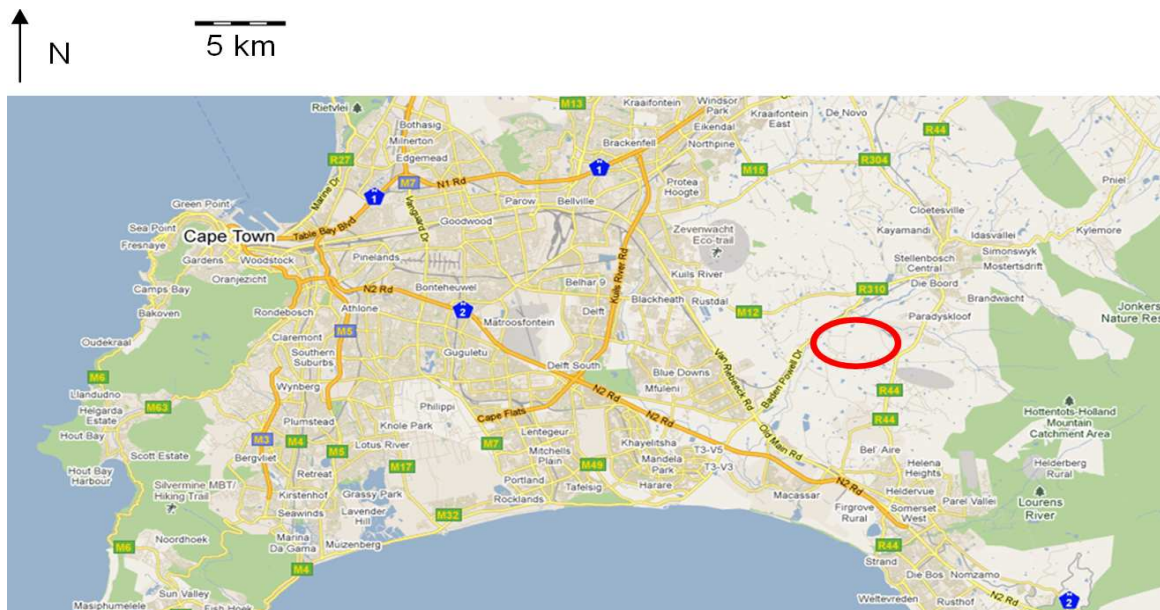 N
5 km
M13
Kraaifontein
Windsor
Park
De Novo
Rietvlei
Bothasig
Milnerton
Edgemead
Kraaifontein
East
Eikendal
Northpine
Brackenfell
R44
R27
M7
N1 Rd
1
M15
R304
Pniel
Marine Dr
1
Vanguard Dr
Parow
Bellville
Protea
Hoogte
Green Point
Goodwood
Cloetesville
Sea Point
Cape Town
Table Bay Blvd
Zevenwacht
Eco-trail
Kayamandi
Idasvallei
Kylemore
Fresnaye
Gardens
Woodstock
Pinelands
Kuils River Rd
Simonswyk
Stellenbosch
Central
Mostertsdrift
Oranjezicht
Camps Bay
Bakoven
N2 Rd
Bonteheuwel
Belhar 9
Kuils River
Die Boord
R310
Brandwacht
Rondebosch
Athlone
2
Matroosfontein
Delft
Blackheath
Rustdal
M12
Paradyskloof
Jonkers
Nature Res
Oudekraal
Claremont
M5
Southern
Suburbs
Guguletu
Delft South
Van Riebeeck Rd
Baden Powell Dr
M6
Llandudno
Wynberg
N2 Rd
Blue Downs
Mfuleni
R44
Helgarda
Estate
M63
Plumstead
Philippi
Cape Flats
N2 Rd
R44
Hottentots-Holland
Mountain
Catchment Area
Hout Bay
Knole Park
Lentegeur
Old Main Rd
M3
M4
Lotus River
M7
Khayelitsha
Bel' Aire
Hout Bay
Harbour
Scott Estate
Bergvliet
M5
Mitchells
Plain
M49
Mandela
Park
T3-V5
T3-V3
Helena
Heights
Helderberg
Rural
Retreat
M17
Silvermine MBT/
Hiking Trail
Kirstenhof
Grassy Park
Portland
Tafelsig
Harare
N2 Rd
Heldervue
Parel Vallei
Seawinds
Lavender
Hill
Rocklands
Macassar
Firgrove
Rural
Somerset
West
Lourens
River
M32
Noordhoek
Marina
Da Gama
Muizenberg
M6
R44
Strand
M4
Die Bos
Nomzamo
Sun Valley
Fish Hoek
Masiphumelele
Weltevreden
Rusthof
N2 Rd
2